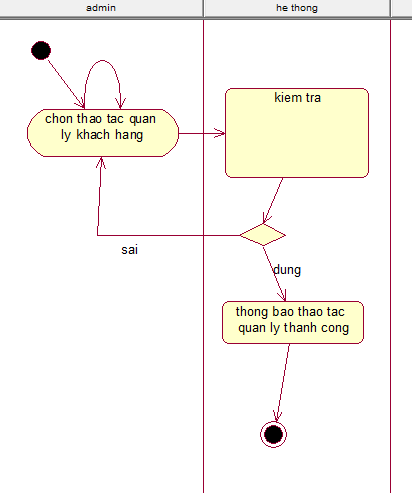 admin
he thong
chon thao tac quan
ly khach hang
kiem tra
sai
dung
thong bao thao tac
quan ly thanh cong